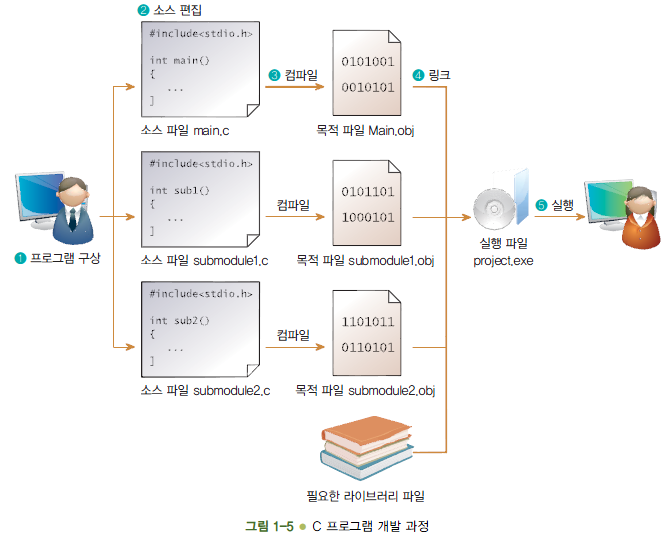 ② 소스 편집
#include<stdio.h>
int main()
{
...
]
③ 컴파일
0101001
0010101
④ 링크
소스 파일 main.c
목적 파일 Main.obj
① 프로그램 구상
#include<stdio.h>
int sub1()
{
...
]
컴파일
0101101
1000101
소스 파일 submodule1.c
목적 파일 submodule1.obj
실행 파일
project.exe
⑤ 실행
#include<stdio.h>
int sub2()
{
...
]
컴파일
1101011
0110101
소스 파일 submodule2.c
목적 파일 submodule2.obj
필요한 라이브러리 파일
그림 1-5 ● C 프로그램 개발 과정